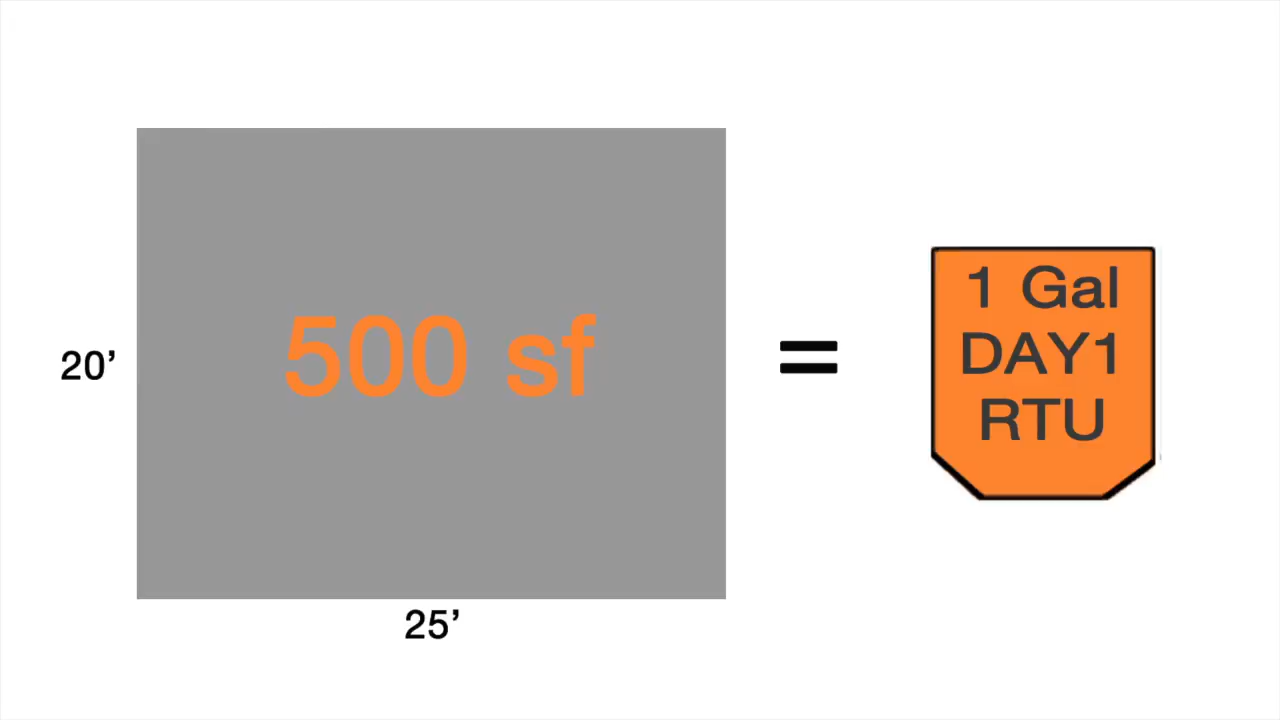 500 sf
20’
25’
=
1 Gal
DAY1
RTU